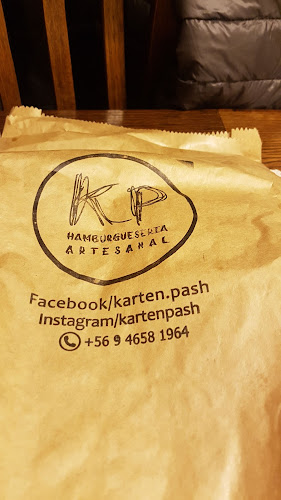 KP
HAMBURGUESERIA
ARTESANAL
Facebook/karten.pash
Instagram/kartenpash
+56 9 4658 1964